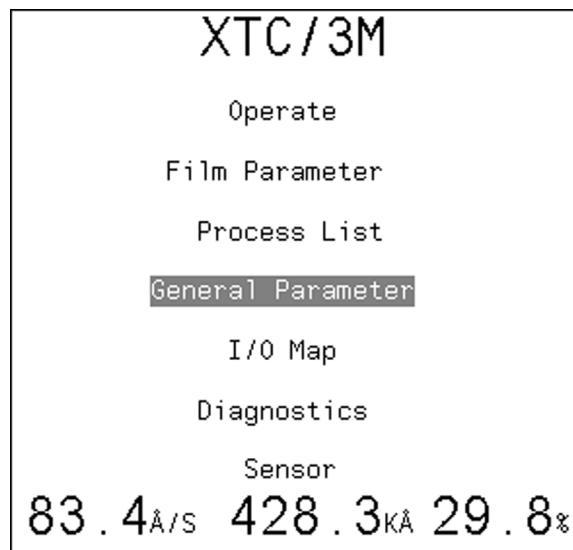 XTC/3M
Operate
Film Parameter
Process List
General Parameter
I/O Map
Diagnostics
Sensor
83.4Å/S 428.3KÅ 29.8%